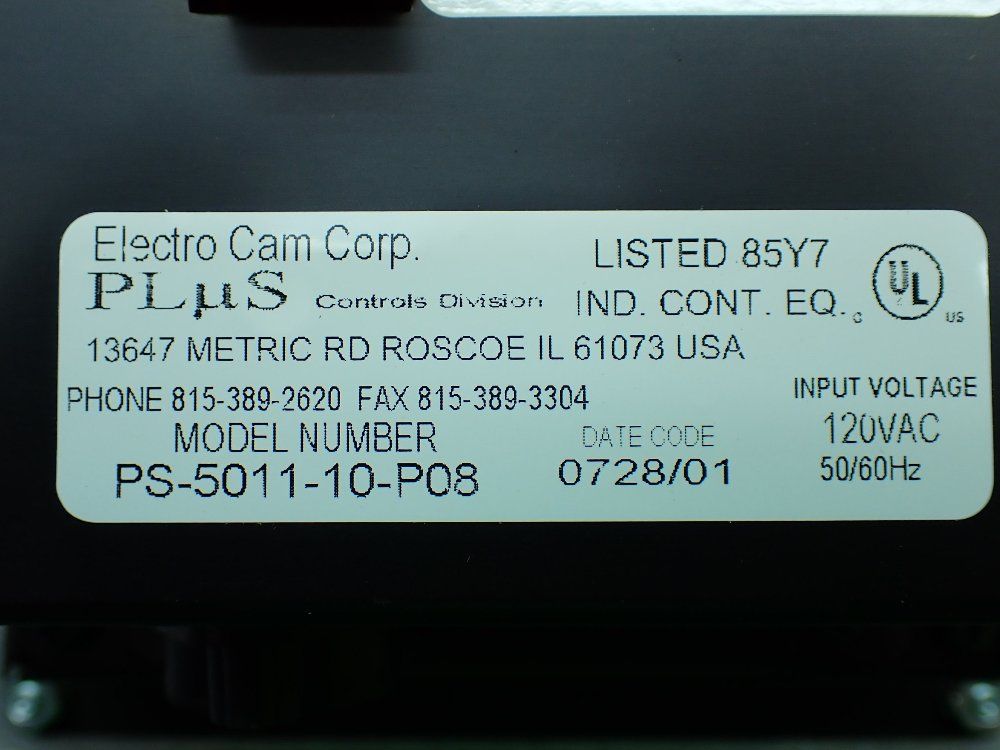 Electro Cam Corp.
PLµS Controls Division
LISTED 85Y7
IND. CONT. EQ.
C UL US
13647 METRIC RD ROSCOE IL 61073 USA
PHONE 815-389-2620 FAX 815-389-3304
MODEL NUMBER
PS-5011-10-P08
DATE CODE
0728/01
INPUT VOLTAGE
120VAC
50/60Hz